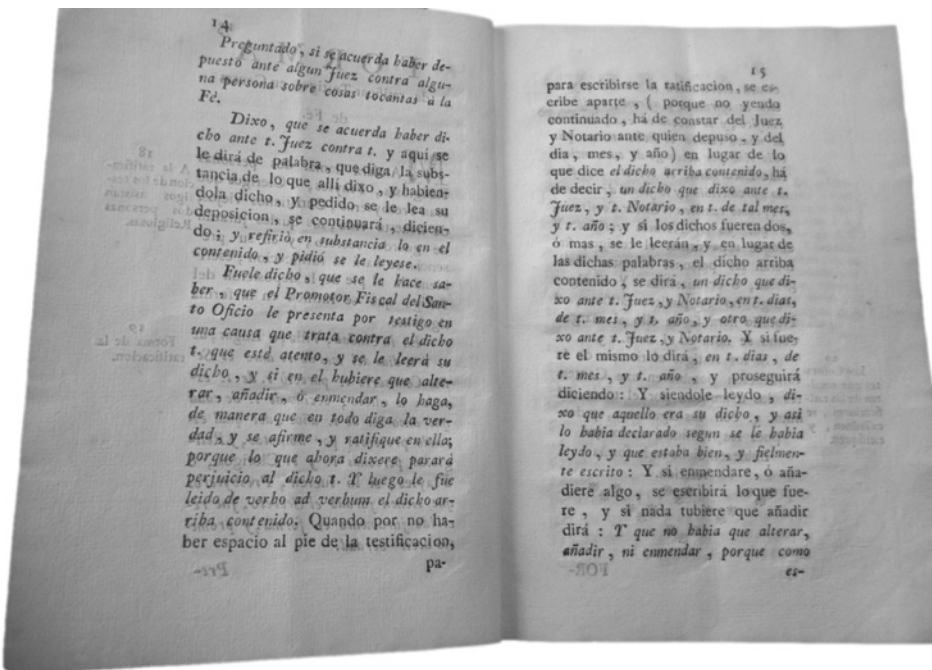 14
Preguntado, si se acuerda haber de-
puesto ante algun Juez contra algu-
na persona sobre cosas tocantas á la
Fé.
Dixo, que se acuerda haber di-
cho ante t. Juez contra t. y aquí se
le dirá de palabra, que diga la subs-
tancia de lo que allí dixo, y habien-
dola dicho, y pedido se le lea su
deposicion, se continuará, dicien-
do; y refirió en substancia lo en el
contenido, y pidió se le leyese.
Fuele dicho, que se le hace sa-
ber, que el Promotor Fiscal del San-
to Oficio le presenta por testigo en
una causa que trata contra el dicho
t. que esté atento, y se le leerá su
dicho, y si en el hubiere que alte-
rar, añadir, ó enmendar, lo haga,
de manera que en todo diga la ver-
dad, y se afirme, y ratifique en ella;
porque lo que ahora dixere parará
perjuicio al dicho t. Y luego le fue
leido de verbo ad verbum el dicho ar-
riba contenido. Quando por no ha-
ber espacio al pie de la testificacion,
pa-
15
para escribirse la ratificacion, se es-
cribe aparte, ( porque no yendo
continuado, há de constar del Juez
y Notario ante quien depuso, y del
dia, mes, y año) en lugar de lo
que dice el dicho arriba contenido, há
de decir, un dicho que dixo ante t.
Juez, y t. Notario, en t. de tal mes,
y t. año; y si los dichos fueren dos,
ó mas, se le leerán, y en lugar de
las dichas palabras, el dicho arriba
contenido, se dirá, un dicho que di-
xo ante t. Juez, y Notario, en t. dias,
de t. mes, y t. año, y otro que di-
xo ante t. Juez, y Notario. Y si fue-
re el mismo lo dirá, en t. dias, de
t. mes, y t. año, y proseguirá
diciendo: Y siendole leydo, di-
xo que aquello era su dicho, y asi
lo habia declarado segun se le habia
leydo, y que estaba bien, y fielmen-
te escrito: Y si enmendare, ó aña-
diere algo, se escribirá lo que fue-
re, y si nada tubiere que añadir
dirá: Y que no habia que alterar,
añadir, ni enmendar, porque como
es-